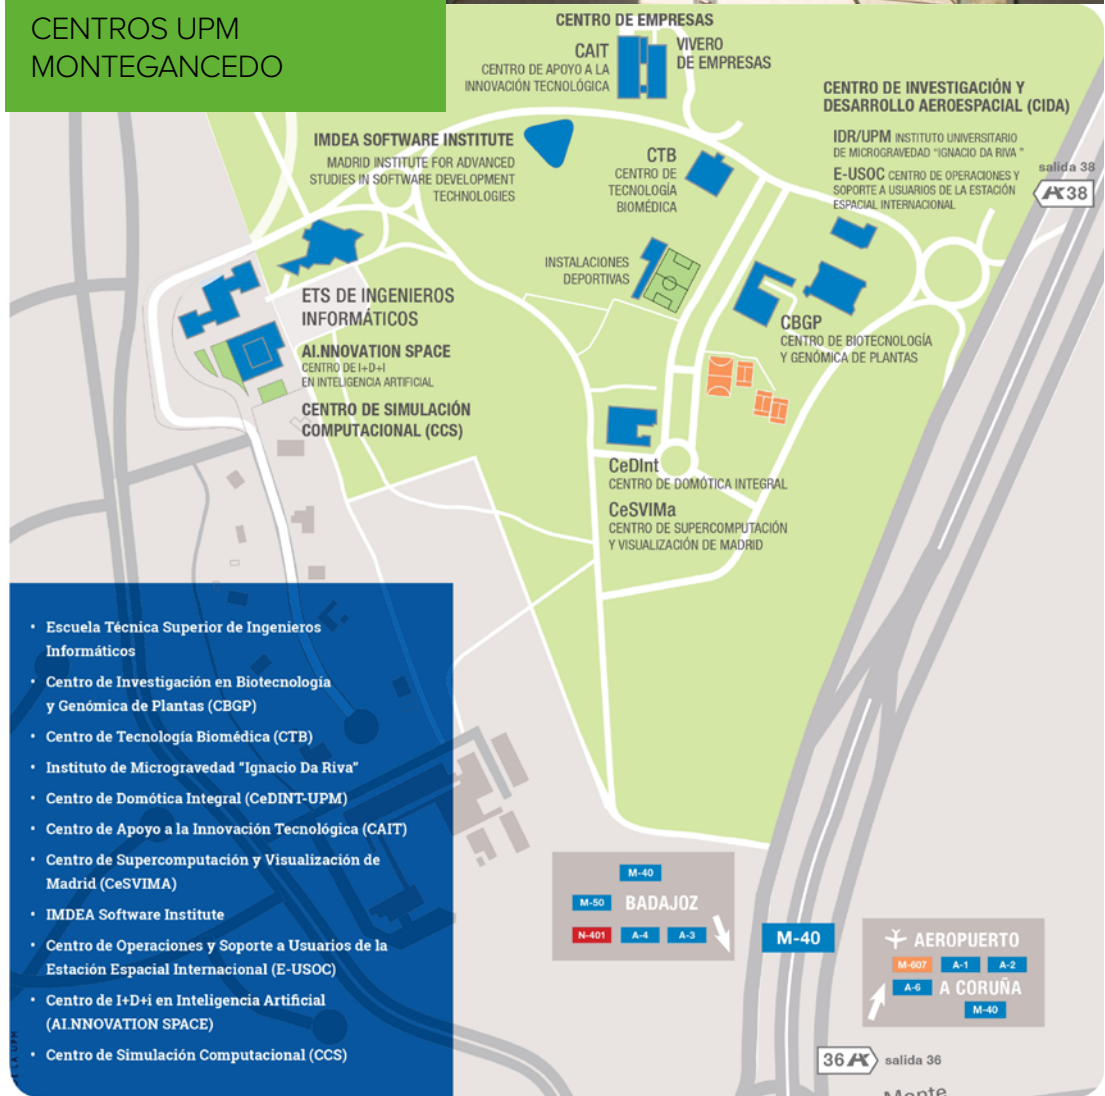 CENTROS UPM
MONTEGANCEDO
CENTRO DE EMPRESAS
CAIT
CENTRO DE APOYO A LA
INNOVACIÓN TECNOLÓGICA
VIVERO
DE EMPRESAS
CENTRO DE INVESTIGACIÓN Y
DESARROLLO AEROESPACIAL (CIDA)
IDR/UPM INSTITUTO UNIVERSITARIO
DE MICROGRAVEDAD "IGNACIO DA RIVA "
E-USOC CENTRO DE OPERACIONES Y
SOPORTE A USUARIOS DE LA ESTACIÓN
ESPACIAL INTERNACIONAL
salida 38
38
IMDEA SOFTWARE INSTITUTE
MADRID INSTITUTE FOR ADVANCED
STUDIES IN SOFTWARE DEVELOPMENT
TECHNOLOGIES
CTB
CENTRO DE
TECNOLOGÍA
BIOMÉDICA
INSTALACIONES
DEPORTIVAS
ETS DE INGENIEROS
INFORMÁTICOS
AI.NNOVATION SPACE
CENTRO DE I+D+I
EN INTELIGENCIA ARTIFICIAL
CENTRO DE SIMULACIÓN
COMPUTACIONAL (CCS)
CBGP
CENTRO DE BIOTECNOLOGÍA
Y GENÓMICA DE PLANTAS
CeDInt
CENTRO DE DOMÓTICA INTEGRAL
CeSVIMa
CENTRO DE SUPERCOMPUTACIÓN
Y VISUALIZACIÓN DE MADRID
• Escuela Técnica Superior de Ingenieros
Informáticos
• Centro de Investigación en Biotecnología
y Genómica de Plantas (CBGP)
• Centro de Tecnología Biomédica (CTB)
• Instituto de Microgravedad "Ignacio Da Riva"
• Centro de Domótica Integral (CeDINT-UPM)
• Centro de Apoyo a la Innovación Tecnológica (CAIT)
• Centro de Supercomputación y Visualización de
Madrid (CeSVIMA)
• IMDEA Software Institute
• Centro de Operaciones y Soporte a Usuarios de la
Estación Espacial Internacional (E-USOC)
• Centro de I+D+i en Inteligencia Artificial
(AI.NNOVATION SPACE)
• Centro de Simulación Computacional (CCS)
M-40
M-50 BADAJOZ
N-401 A-4 A-3
M-40
AEROPUERTO
M-607 A-1 A-2
A-6 A CORUÑA
M-40
36 salida 36
Monte